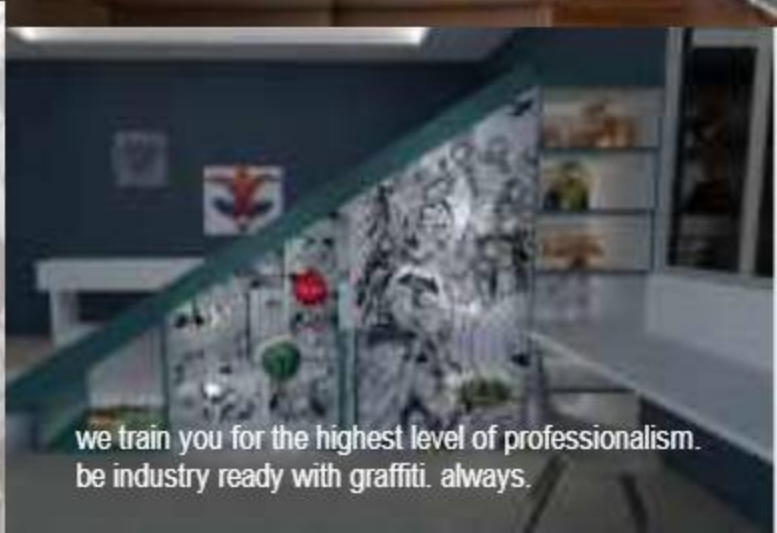 we train you for the highest level of professionalism.
be industry ready with graffiti. always.